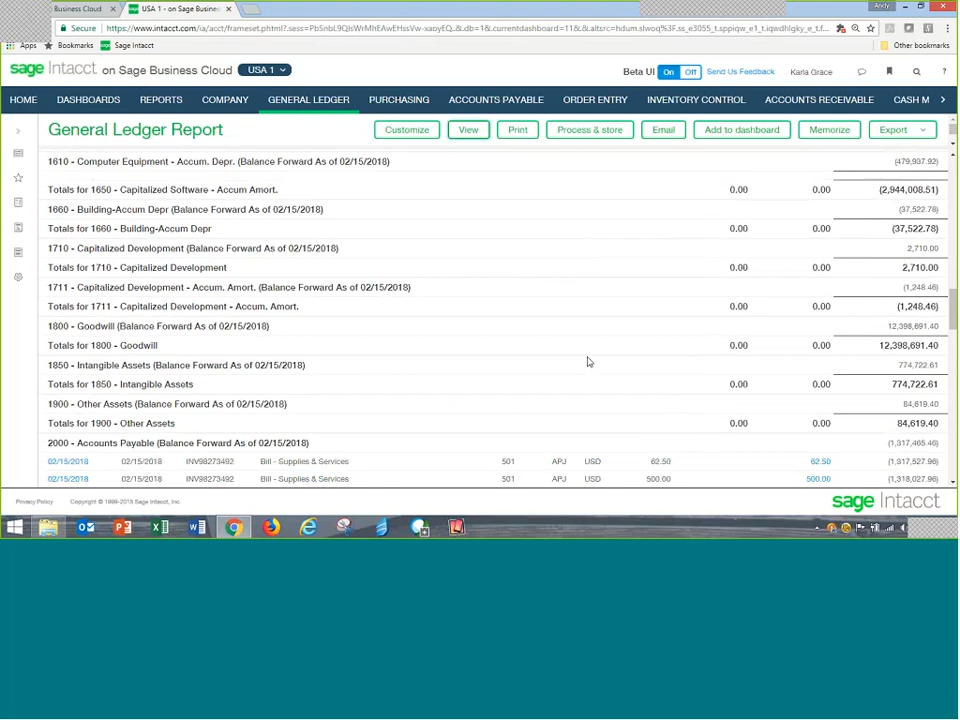 Business Cloud × USA 1 - on Sage Busines × Andy
Secure
Apps Bookmarks Sage Intacct Other bookmarks
sage Intacct on Sage Business Cloud USA 1 Beta UI On Off Send Us Feedback Karla Grace ?
HOME DASHBOARDS REPORTS COMPANY GENERAL LEDGER PURCHASING ACCOUNTS PAYABLE ORDER ENTRY INVENTORY CONTROL ACCOUNTS RECEIVABLE CASH M
General Ledger Report Customize View Print Process & store Email Add to dashboard Memorize Export
1610 - Computer Equipment - Accum. Depr. (Balance Forward As of 02/15/2018) (479,937.92)
Totals for 1650 - Capitalized Software - Accum Amort. 0.00 0.00 (2,944,008.51)
1660 - Building-Accum Depr (Balance Forward As of 02/15/2018) (37,522.78)
Totals for 1660 - Building-Accum Depr 0.00 0.00 (37,522.78)
1710 - Capitalized Development (Balance Forward As of 02/15/2018) 2,710.00
Totals for 1710 - Capitalized Development 0.00 0.00 2,710.00
1711 - Capitalized Development - Accum. Amort. (Balance Forward As of 02/15/2018) (1,248.46)
Totals for 1711 - Capitalized Development - Accum. Amort. 0.00 0.00 (1,248.46)
1800 - Goodwill (Balance Forward As of 02/15/2018) 12,398,691.40
Totals for 1800 - Goodwill 0.00 0.00 12,398,691.40
1850 - Intangible Assets (Balance Forward As of 02/15/2018) 774,722.61
Totals for 1850 - Intangible Assets 0.00 0.00 774,722.61
1900 - Other Assets (Balance Forward As of 02/15/2018) 84,619.40
Totals for 1900 - Other Assets 0.00 0.00 84,619.40
2000 - Accounts Payable (Balance Forward As of 02/15/2018) (1,317,465.46)
02/15/2018 02/15/2018 INV98273492 Bill - Supplies & Services 501 APJ USD 62.50 62.50 (1,317,527.96)
02/15/2018 02/15/2018 INV98273492 Bill - Supplies & Services 501 APJ USD 500.00 500.00 (1,318,027.96)
Privacy Policy Copyright © 1999-2018 Sage Intacct, Inc. sage Intacct